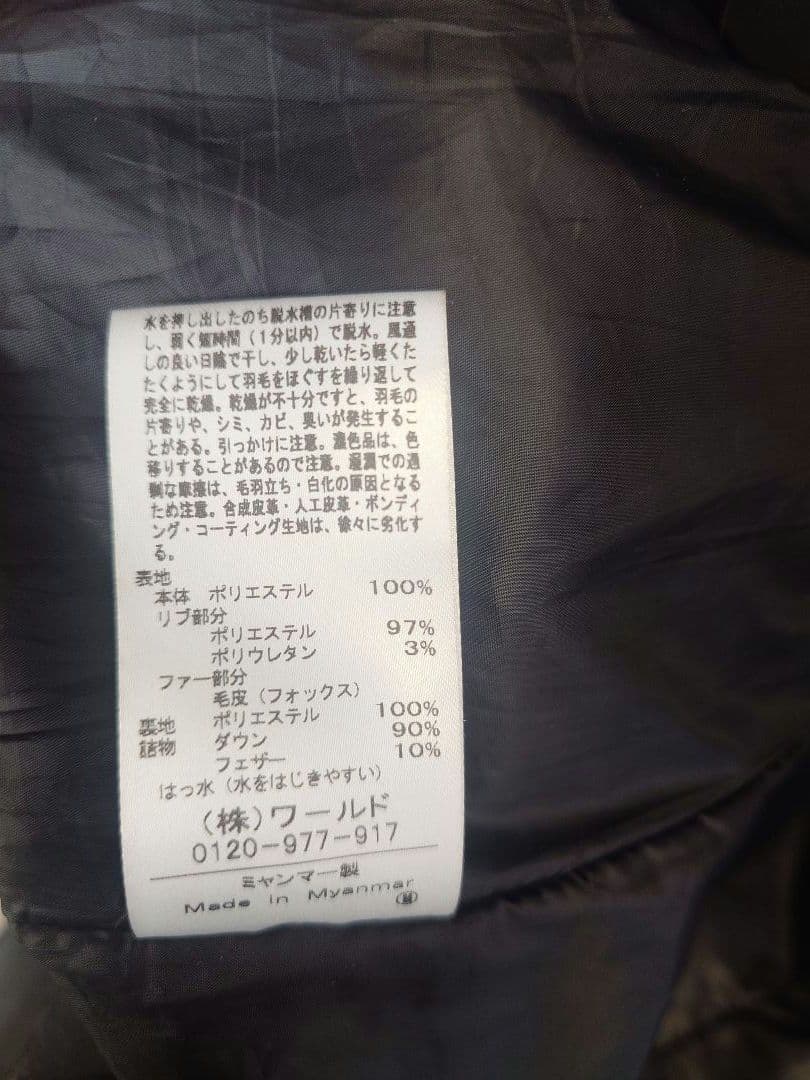 水を押し出したのち脱水槽の片寄りに注意
し、弱く短時間（1分以内）で脱水。風通
しの良い日陰で干し、少し乾いたら軽くた
たくようにして羽毛をほぐすを繰り返して
完全に乾燥。乾燥が不十分ですと、羽毛の
片寄りや、シミ、カビ、臭いが発生するこ
とがある。引っかけに注意。濃色品は、色
移りすることがあるので注意。湿潤での過
剰な摩擦は、毛羽立ち・白化の原因となる
ため注意。合成皮革・人工皮革・ボンディ
ング・コーティング生地は、徐々に劣化す
る。
表地
本体 ポリエステル 100%
リブ部分
ポリエステル 97%
ポリウレタン 3%
ファー部分
毛皮（フォックス）
裏地 ポリエステル 100%
詰物 ダウン 90%
フェザー 10%
はっ水（水をはじきやすい）
（株）ワールド
0120-977-917
ミャンマー製
Made in Myanmar